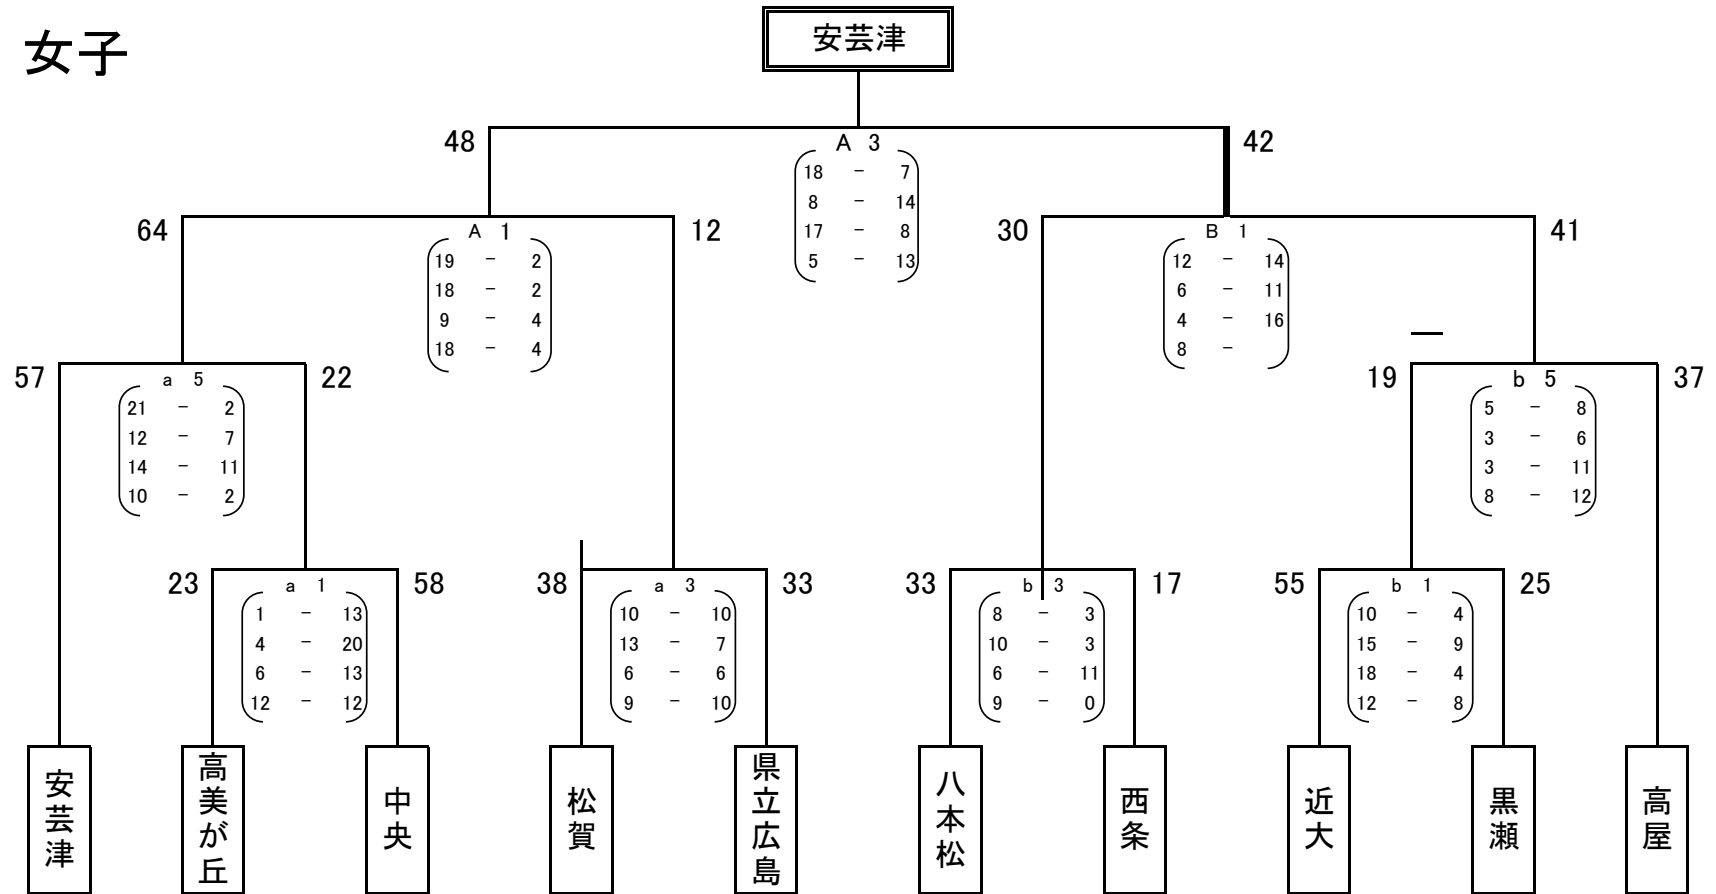 女子
安芸津
48 A 3 42
18 - 7
8 - 14
17 - 8
5 - 13
64 A 1 12
19 - 2
18 - 2
9 - 4
18 - 4
30 B 1 41
12 - 14
6 - 11
4 - 16
8 -
57 a 5 22
21 - 2
12 - 7
14 - 11
10 - 2
19 b 5 37
5 - 8
3 - 6
3 - 11
8 - 12
23 a 1 58
1 - 13
4 - 20
6 - 13
12 - 12
38 a 3 33
10 - 10
13 - 7
6 - 6
9 - 10
33 b 3 17
8 - 3
10 - 3
6 - 11
9 - 0
55 b 1 25
10 - 4
15 - 9
18 - 4
12 - 8
安芸津
高美が丘
中央
松賀
県立広島
八本松
西条
近大
黒瀬
高屋